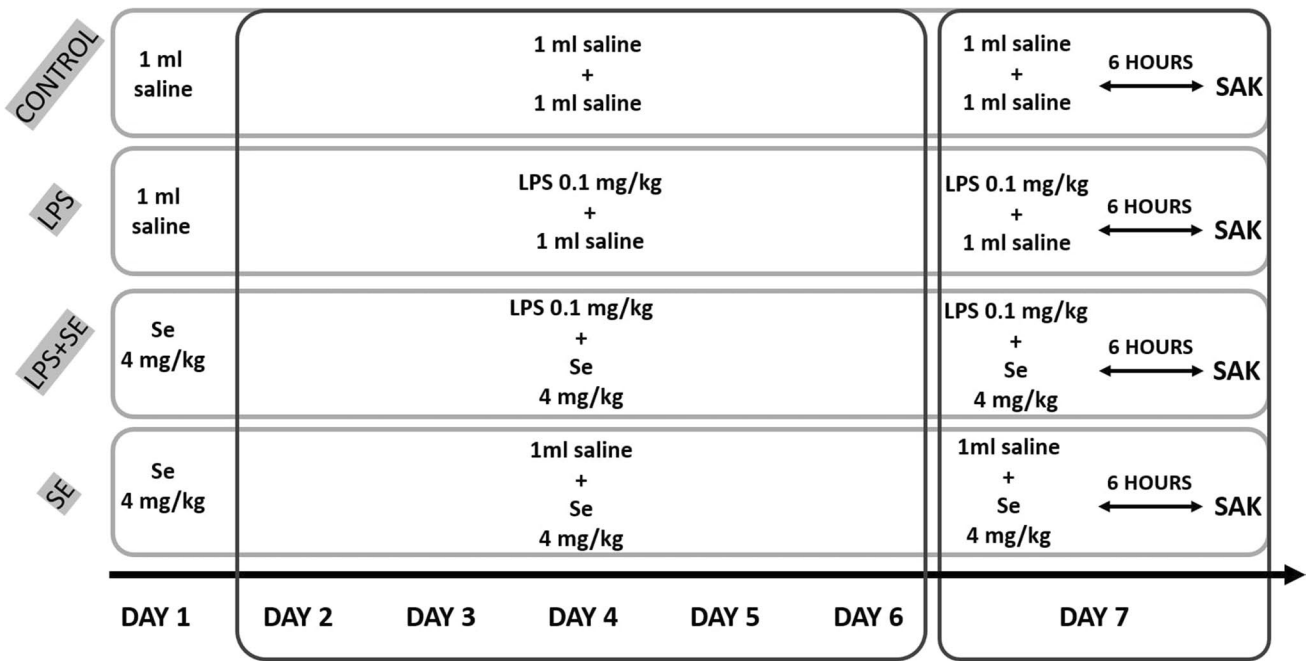 CONTROL
1 ml
saline
1 ml saline
+
1 ml saline
1 ml saline
+
1 ml saline
6 HOURS
SAK
LPS
1 ml
saline
LPS 0.1 mg/kg
+
1 ml saline
LPS 0.1 mg/kg
+
1 ml saline
6 HOURS
SAK
LPS+SE
Se
4 mg/kg
LPS 0.1 mg/kg
+
Se
4 mg/kg
LPS 0.1 mg/kg
+
Se
4 mg/kg
6 HOURS
SAK
SE
Se
4 mg/kg
1ml saline
+
Se
4 mg/kg
1ml saline
+
Se
4 mg/kg
6 HOURS
SAK
DAY 1
DAY 2
DAY 3
DAY 4
DAY 5
DAY 6
DAY 7